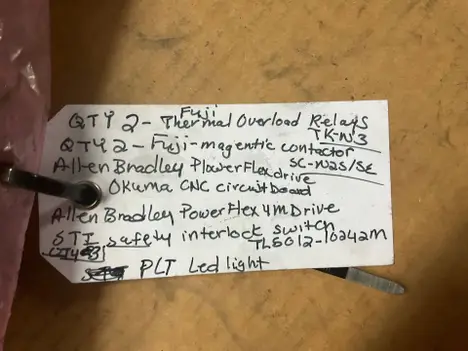 QTY 2 - Fuji Thermal Overload Relays
TK-N3
QTY 2 - Fuji - magentic contactor
SC-N2S/SE
Allen Bradley PlowerFlex drive
Okuma CNC circuit board
Allen Bradley PowerFlex 4m Drive
STI safety interlock switch
TL5012-10242M
PLT Led light